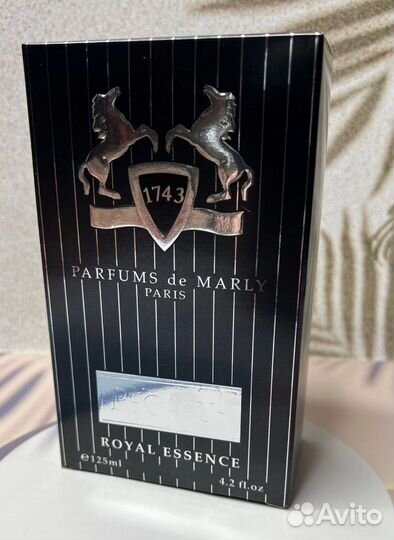 1743
PARFUMS de MARLY
PARIS
ROYAL ESSENCE
℮125ml
4.2 fl.oz
Avito